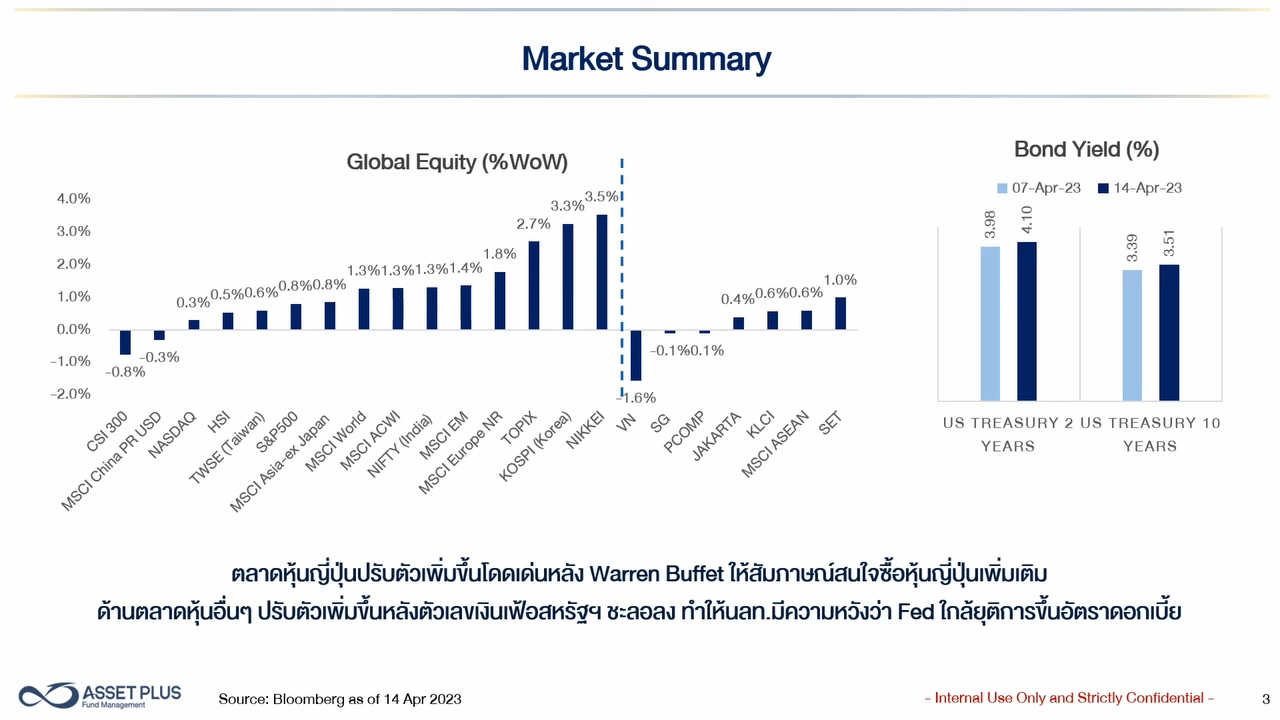 Market Summary
Global Equity (%WoW)
4.0%
3.0%
2.0%
1.0%
0.0%
-1.0%
-2.0%
-0.8%
-0.3%
0.3%
0.5%
0.6%
0.8%
0.8%
1.3%
1.3%
1.3%
1.4%
1.8%
2.7%
3.3%
3.5%
-1.6%
-0.1%
-0.1%
0.4%
0.6%
0.6%
1.0%
CSI 300
MSCI China PR USD
NASDAQ
HSI
TWSE (Taiwan)
S&P500
MSCI Asia-ex Japan
MSCI World
MSCI ACWI
NIFTY (India)
MSCI EM
MSCI Europe NR
TOPIX
KOSPI (Korea)
NIKKEI
VN
SG
PCOMP
JAKARTA
KLCI
MSCI ASEAN
SET
Bond Yield (%)
07-Apr-23 14-Apr-23
3.98
4.10
3.39
3.51
US TREASURY 2 YEARS
US TREASURY 10 YEARS
ตลาดหุ้นญี่ปุ่นปรับตัวเพิ่มขึ้นโดดเด่นหลัง Warren Buffet ให้สัมภาษณ์สนใจซื้อหุ้นญี่ปุ่นเพิ่มเติม
ด้านตลาดหุ้นอื่นๆ ปรับตัวเพิ่มขึ้นหลังตัวเลขเงินเฟ้อสหรัฐฯ ชะลอลง ทำให้นลท.มีความหวังว่า Fed ใกล้ยุติการขึ้นอัตราดอกเบี้ย
ASSET PLUS
Fund Management
Source: Bloomberg as of 14 Apr 2023
- Internal Use Only and Strictly Confidential -
3